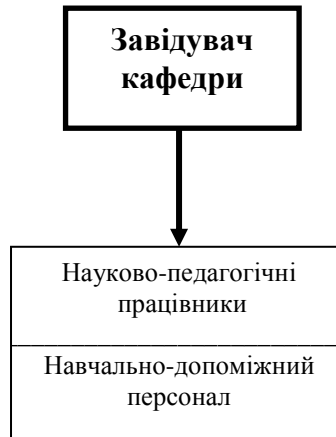 Завідувач
кафедри
Науково-педагогічні
працівники
Навчально-допоміжний
персонал